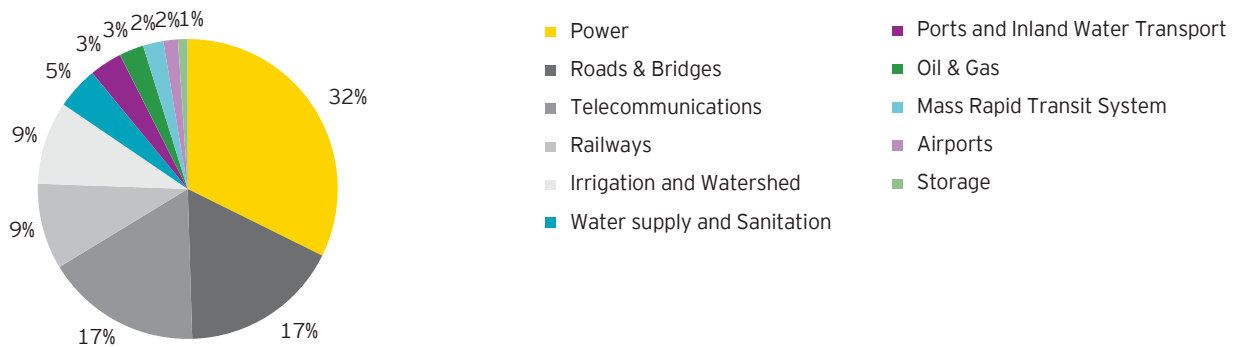 32%
17%
17%
9%
9%
5%
3%
3%
2%
2%
1%
Power
Roads & Bridges
Telecommunications
Railways
Irrigation and Watershed
Water supply and Sanitation
Ports and Inland Water Transport
Oil & Gas
Mass Rapid Transit System
Airports
Storage